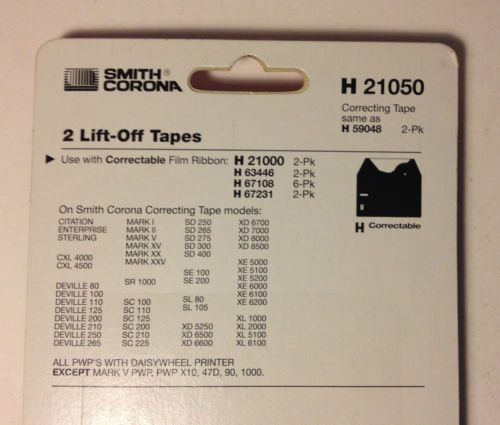 SMITH®
CORONA
H 21050
Correcting Tape
same as
H 59048 2-Pk
2 Lift-Off Tapes
▶ Use with Correctable Film Ribbon: H 21000 2-Pk
H 63446 2-Pk
H 67108 6-Pk
H 67231 2-Pk
H Correctable
On Smith Corona Correcting Tape models:
CITATION MARK I SD 250 XD 6700
ENTERPRISE MARK II SD 265 XD 7000
STERLING MARK V SD 275 XD 8000
MARK XV SD 300 XD 8500
CXL 4000 MARK XX SD 400
CXL 4500 MARK XXV XE 5000
SE 100 XE 5100
DEVILLE 80 SR 1000 SE 200 XE 5200
DEVILLE 100 XE 6000
DEVILLE 110 SC 100 SL 80 XE 6100
DEVILLE 125 SC 110 SL 105 XE 6200
DEVILLE 200 SC 125 XL 1000
DEVILLE 210 SC 200 XD 5250 XL 2000
DEVILLE 250 SC 210 XD 6500 XL 5100
DEVILLE 265 SC 225 XD 6600 XL 6100
ALL PWP'S WITH DAISYWHEEL PRINTER
EXCEPT MARK V PWP, PWP X10, 47D, 90, 1000.